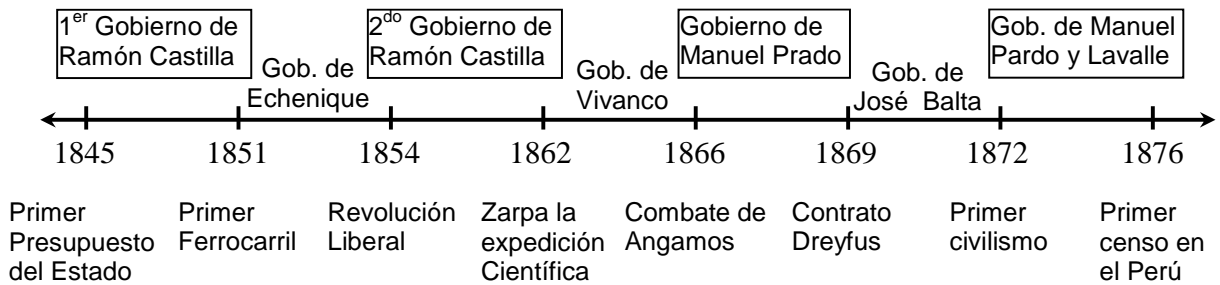 1er Gobierno de
Ramón Castilla
Gob. de
Echenique
2do Gobierno de
Ramón Castilla
Gob. de
Vivanco
Gobierno de
Manuel Prado
Gob. de
José Balta
Gob. de Manuel
Pardo y Lavalle
1845 1851 1854 1862 1866 1869 1872 1876
Primer
Presupuesto
del Estado
Primer
Ferrocarril
Revolución
Liberal
Zarpa la
expedición
Científica
Combate de
Angamos
Contrato
Dreyfus
Primer
civilismo
Primer
censo en
el Perú